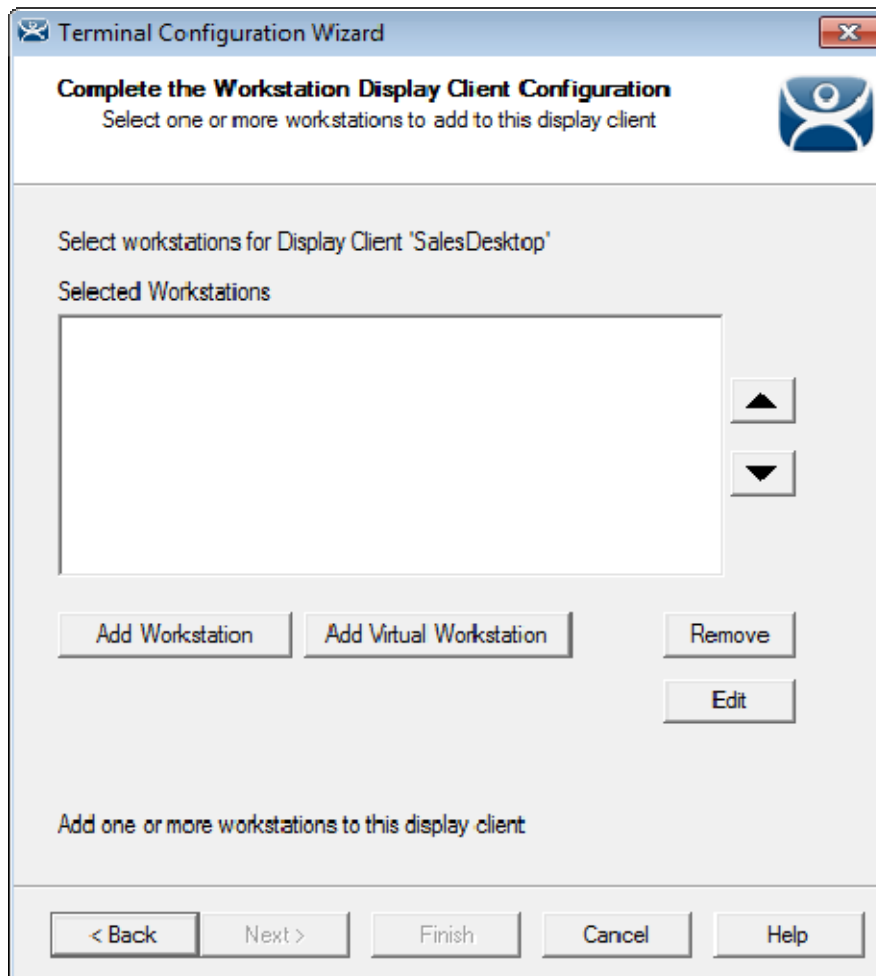 Terminal Configuration Wizard
Complete the Workstation Display Client Configuration
Select one or more workstations to add to this display client
Select workstations for Display Client 'SalesDesktop'
Selected Workstations
Add Workstation
Add Virtual Workstation
Remove
Edit
Add one or more workstations to this display client
< Back
Next >
Finish
Cancel
Help